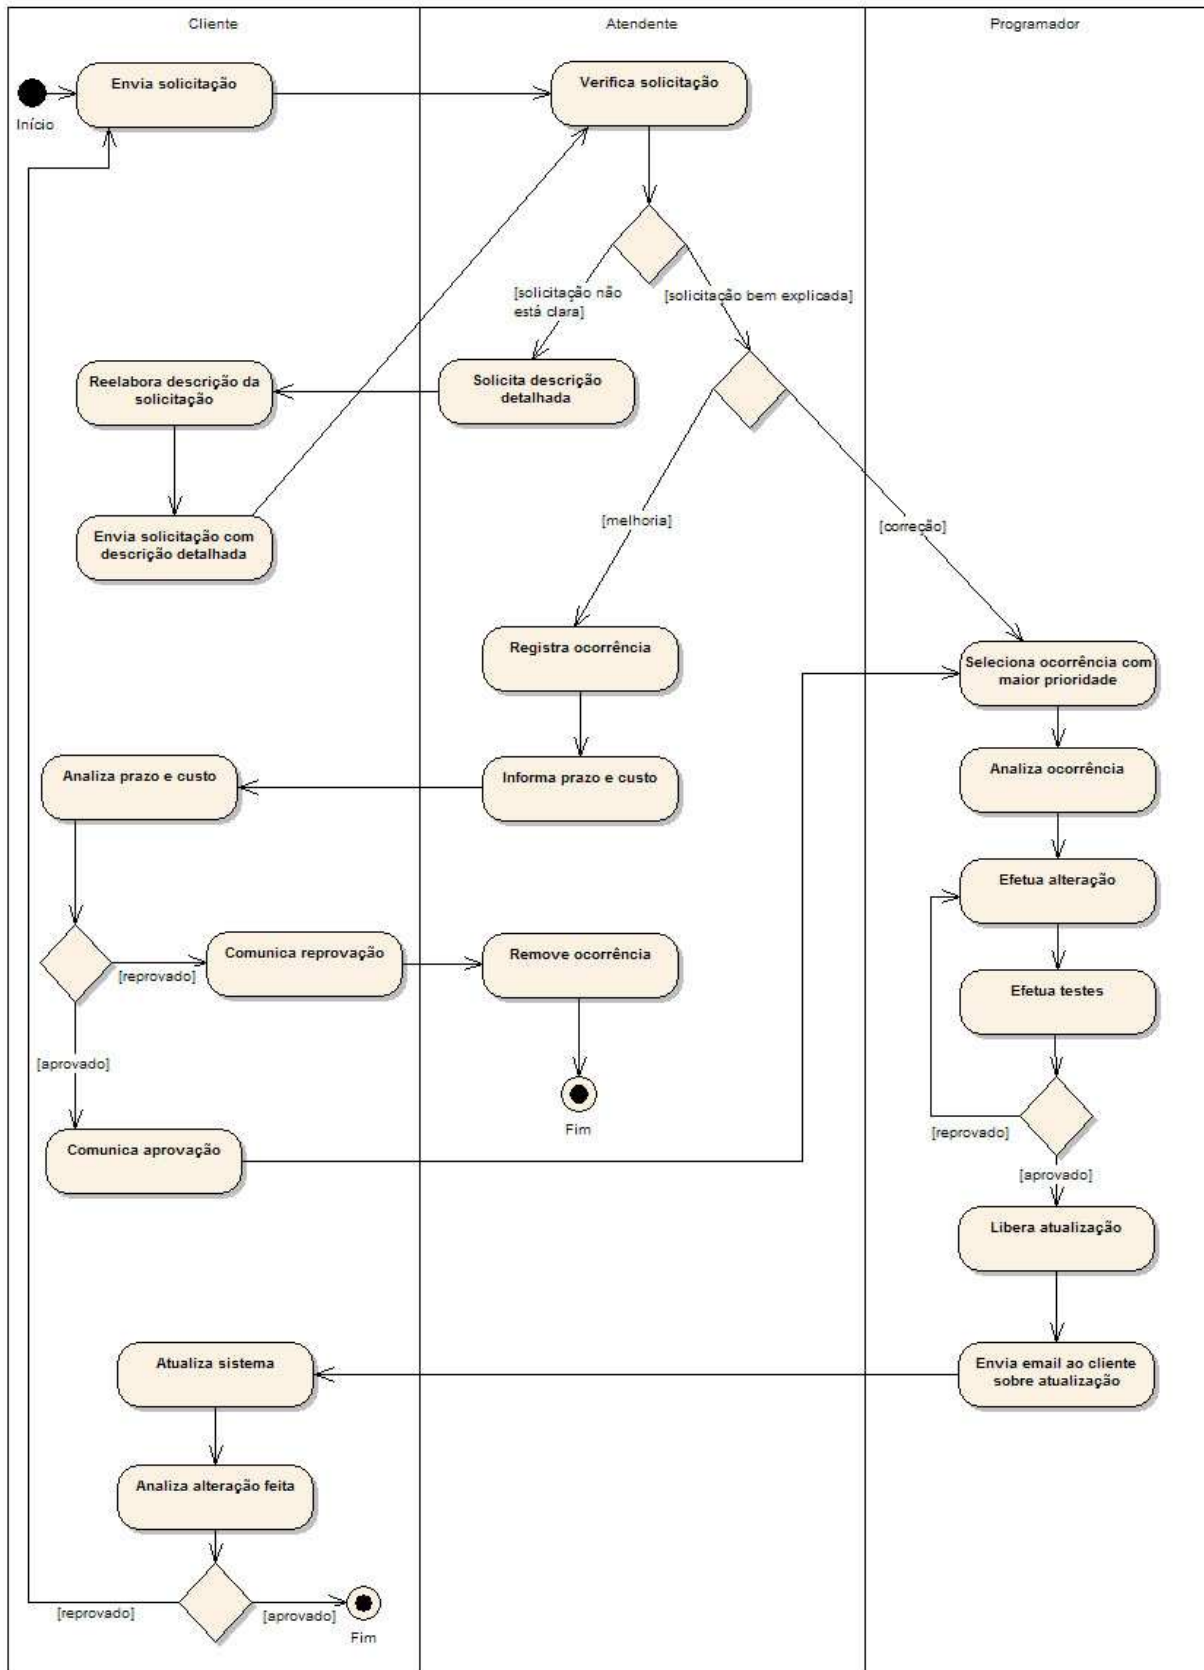 Cliente
Atendente
Programador
Início
Envia solicitação
Verifica solicitação
[solicitação não
está clara]
[solicitação bem explicada]
Reelabora descrição da
solicitação
Solicita descrição
detalhada
Envia solicitação com
descrição detalhada
[melhoria]
[correção]
Registra ocorrência
Seleciona ocorrência com
maior prioridade
Analiza prazo e custo
Informa prazo e custo
Analiza ocorrência
Efetua alteração
[reprovado]
Comunica reprovação
Remove ocorrência
Efetua testes
[aprovado]
Fim
[reprovado]
Comunica aprovação
[aprovado]
Libera atualização
Atualiza sistema
Envia email ao cliente
sobre atualização
Analiza alteração feita
[reprovado]
[aprovado]
Fim